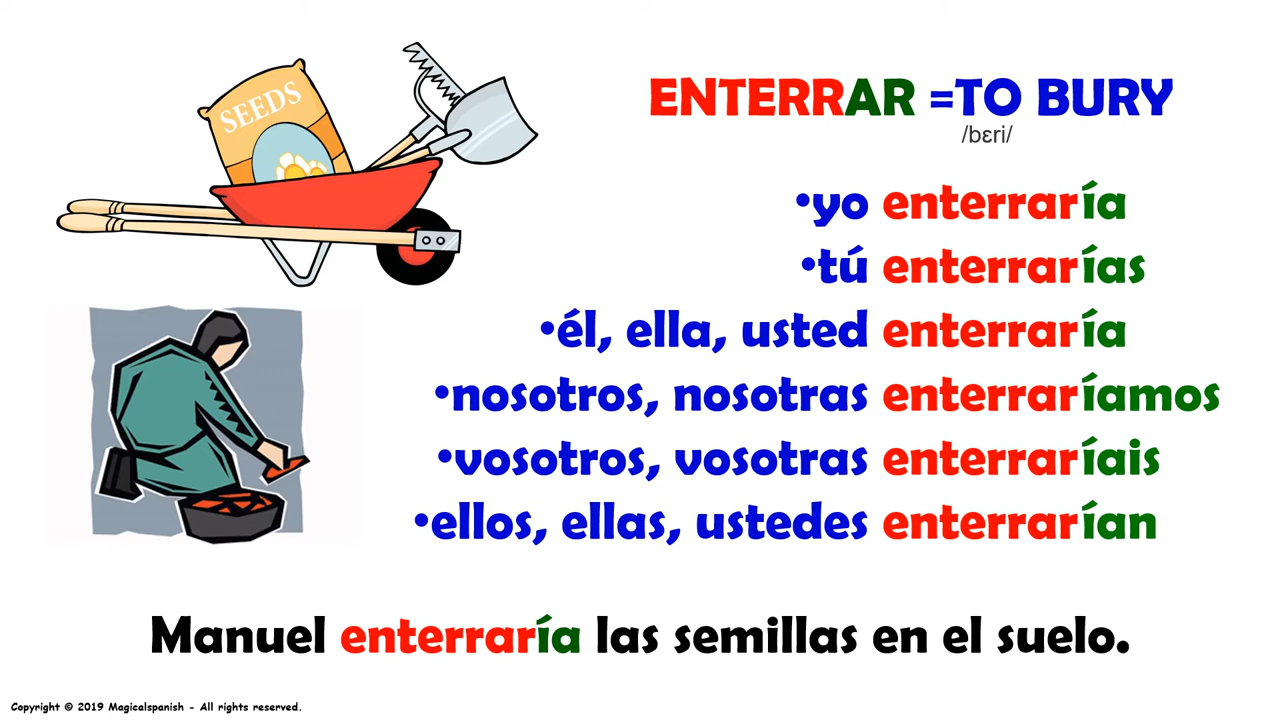 SEEDS
ENTERRAR =TO BURY
/bɛri/
•yo enterraría
•tú enterrarías
•él, ella, usted enterraría
•nosotros, nosotras enterraríamos
•vosotros, vosotras enterraríais
•ellos, ellas, ustedes enterrarían
Manuel enterraría las semillas en el suelo.
Copyright © 2019 Magicalspanish - All rights reserved.